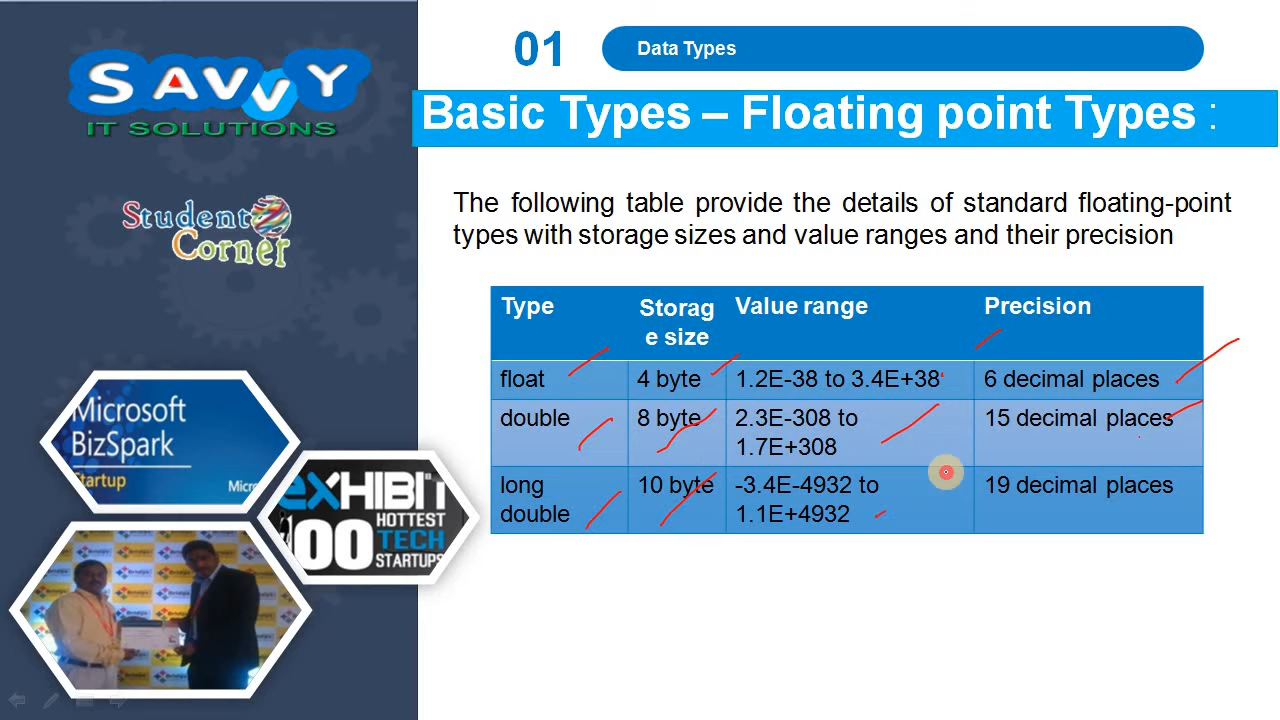 SAVVY
IT SOLUTIONS
Student
Corner
Microsoft
BizSpark
Startup
Micro
eXHIBIT
100 HOTTEST
TECH
STARTUPS
01
Data Types
Basic Types – Floating point Types :
The following table provide the details of standard floating-point
types with storage sizes and value ranges and their precision
Type Storag Value range Precision
e size
float 4 byte 1.2E-38 to 3.4E+38 6 decimal places
double 8 byte 2.3E-308 to 15 decimal places
1.7E+308
long 10 byte -3.4E-4932 to 19 decimal places
double 1.1E+4932